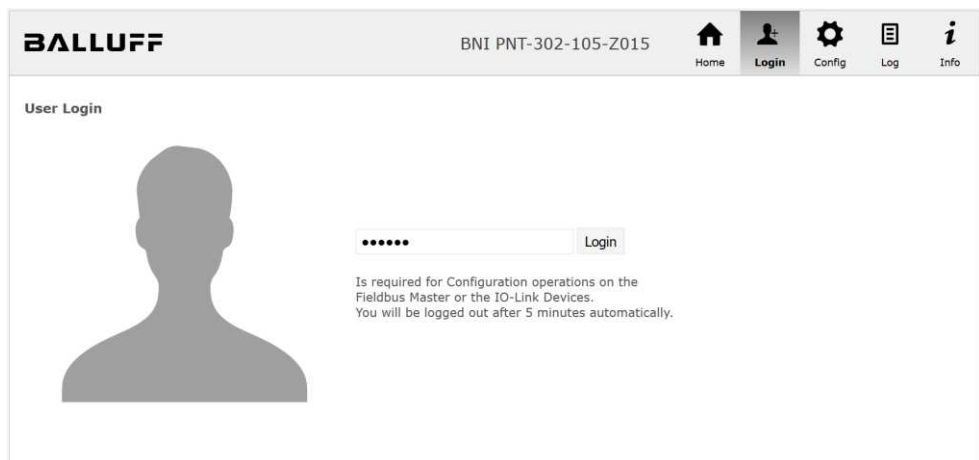 BALLUFF
BNI PNT-302-105-Z015
Home
Login
Config
Log
Info
User Login
●●●●●●
Login
Is required for Configuration operations on the
Fieldbus Master or the IO-Link Devices.
You will be logged out after 5 minutes automatically.